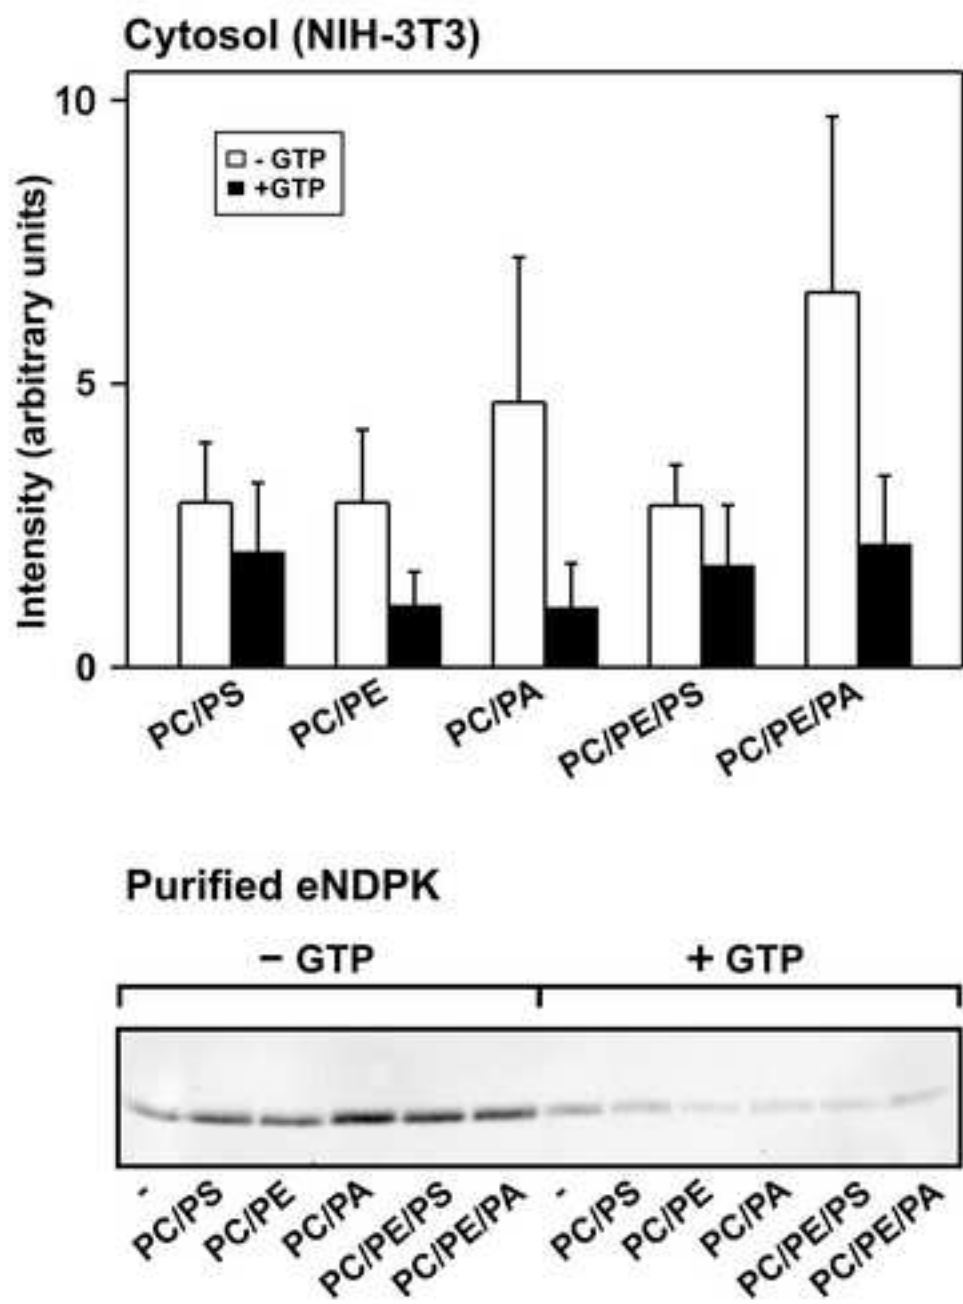 Cytosol (NIH-3T3)
10
- GTP
+GTP
5
0
Intensity (arbitrary units)
PC/PS
PC/PE
PC/PA
PC/PE/PS
PC/PE/PA
Purified eNDPK
− GTP
+ GTP
-
PC/PS
PC/PE
PC/PA
PC/PE/PS
PC/PE/PA
-
PC/PS
PC/PE
PC/PA
PC/PE/PS
PC/PE/PA